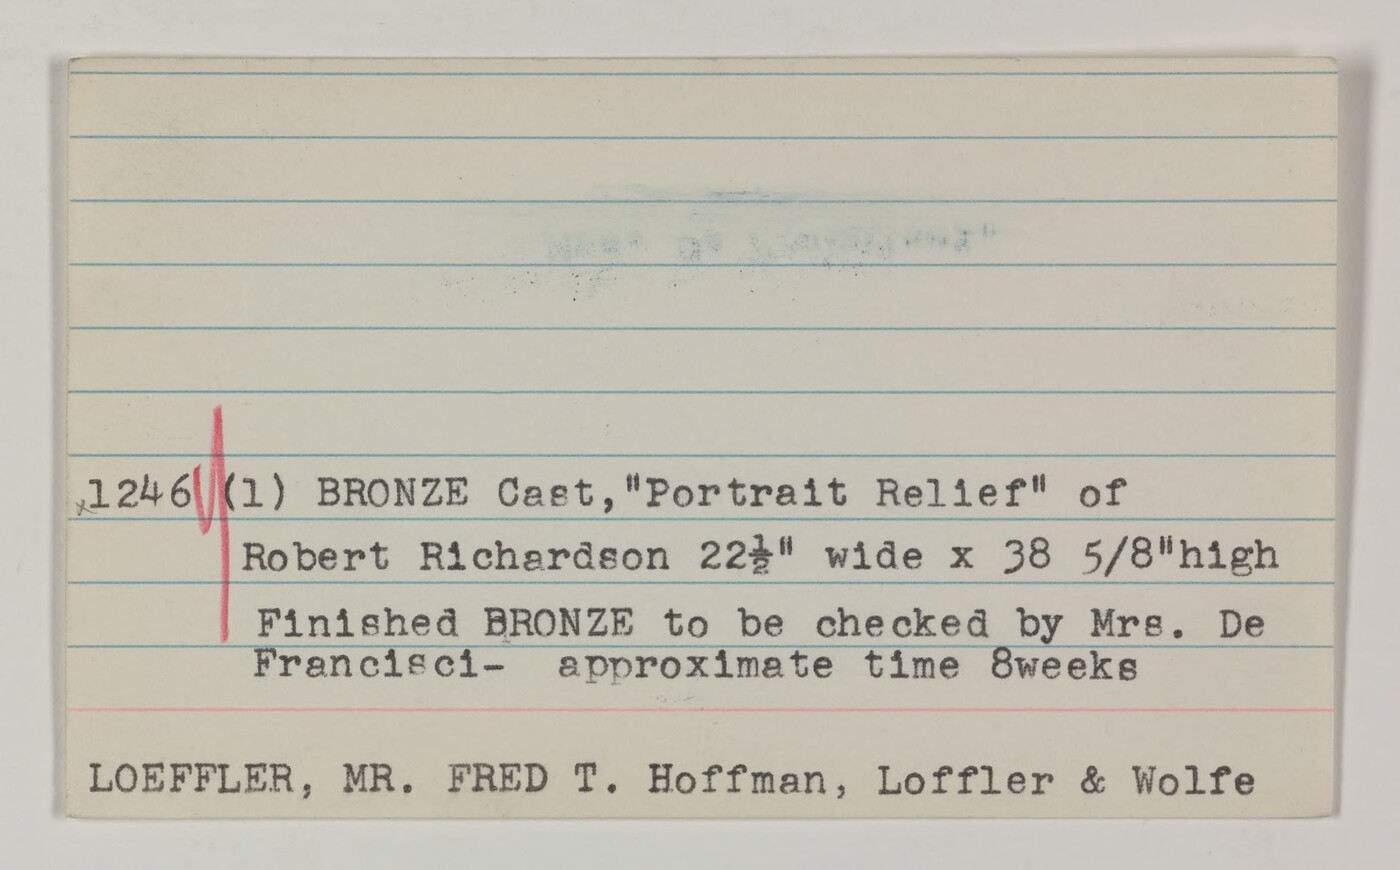 1246 (1) BRONZE Cast,"Portrait Relief" of
Robert Richardson 22½" wide x 38 5/8"high
Finished BRONZE to be checked by Mrs. De
Francisci- approximate time 8weeks
LOEFFLER, MR. FRED T. Hoffman, Loffler & Wolfe